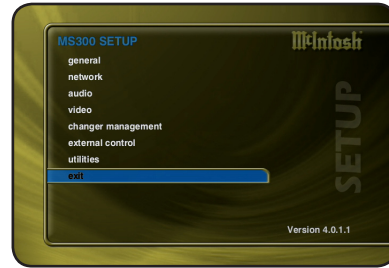 MS300 SETUP
McIntosh
general
network
audio
video
changer management
external control
utilities
exit
SETUP
Version 4.0.1.1